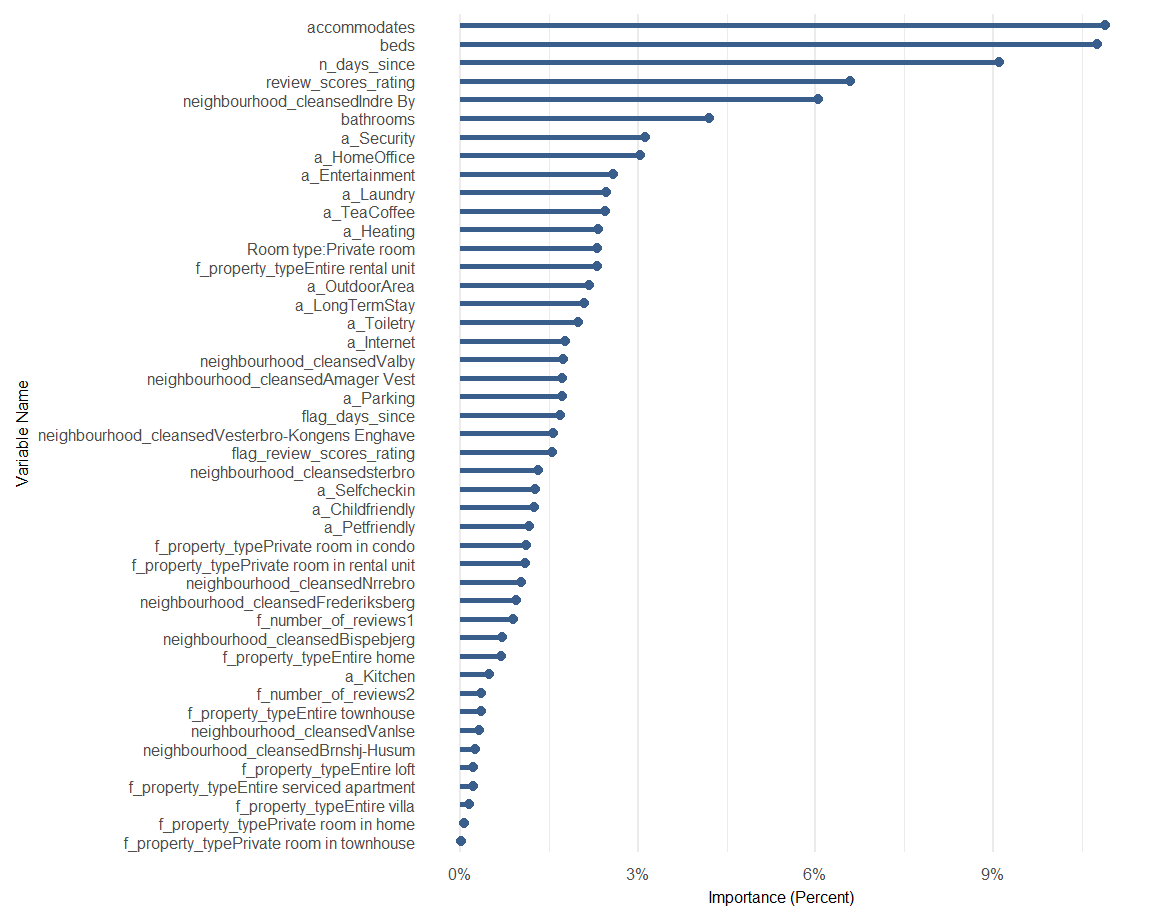 accommodates
beds
n_days_since
review_scores_rating
neighbourhood_cleansedIndre By
bathrooms
a_Security
a_HomeOffice
a_Entertainment
a_Laundry
a_TeaCoffee
a_Heating
Room type:Private room
f_property_typeEntire rental unit
a_OutdoorArea
a_LongTermStay
a_Toiletry
a_Internet
neighbourhood_cleansedValby
neighbourhood_cleansedAmager Vest
a_Parking
flag_days_since
neighbourhood_cleansedVesterbro-Kongens Enghave
flag_review_scores_rating
neighbourhood_cleansedsterbro
a_Selfcheckin
a_Childfriendly
a_Petfriendly
f_property_typePrivate room in condo
f_property_typePrivate room in rental unit
neighbourhood_cleansedNrrebro
neighbourhood_cleansedFrederiksberg
f_number_of_reviews1
neighbourhood_cleansedBispebjerg
f_property_typeEntire home
a_Kitchen
f_number_of_reviews2
f_property_typeEntire townhouse
neighbourhood_cleansedVanlse
neighbourhood_cleansedBrnshj-Husum
f_property_typeEntire loft
f_property_typeEntire serviced apartment
f_property_typeEntire villa
f_property_typePrivate room in home
f_property_typePrivate room in townhouse
Variable Name
0% 3% 6% 9%
Importance (Percent)